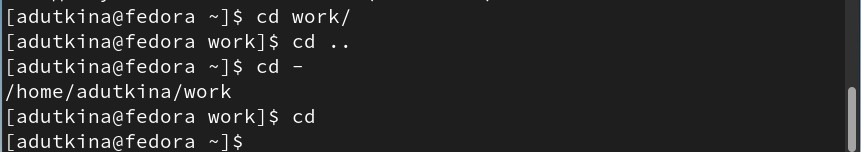 [adutkina@fedora ~]$ cd work/
[adutkina@fedora work]$ cd ..
[adutkina@fedora ~]$ cd -
/home/adutkina/work
[adutkina@fedora work]$ cd
[adutkina@fedora ~]$